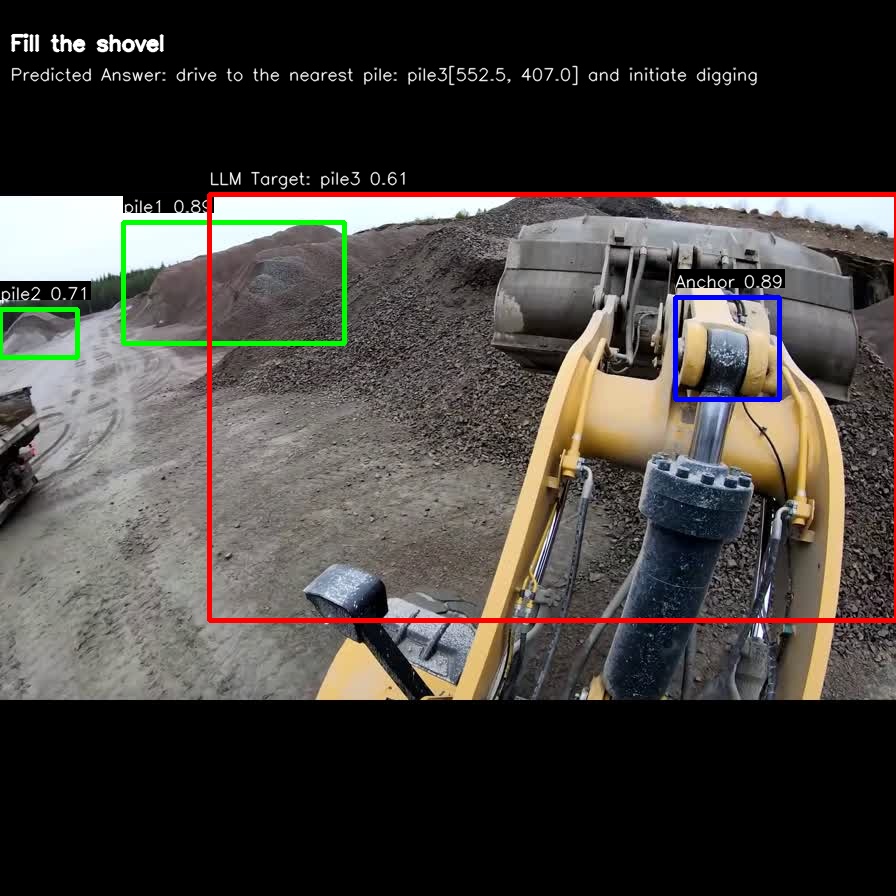 Fill the shovel
Predicted Answer: drive to the nearest pile: pile3[552.5, 407.0] and initiate digging
LLM Target: pile3 0.61
pile1 0.89
Anchor 0.89
pile2 0.71